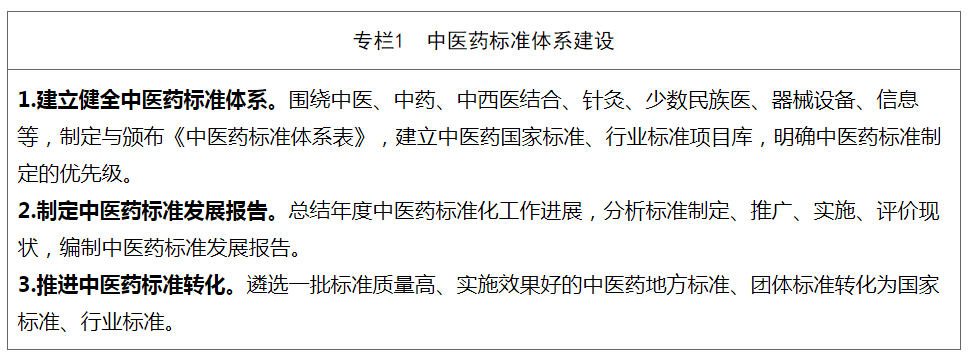 专栏1 中医药标准体系建设
1.建立健全中医药标准体系。围绕中医、中药、中西医结合、针灸、少数民族医、器械设备、信息
等，制定与颁布《中医药标准体系表》，建立中医药国家标准、行业标准项目库，明确中医药标准制
定的优先级。
2.制定中医药标准发展报告。总结年度中医药标准化工作进展，分析标准制定、推广、实施、评价现
状，编制中医药标准发展报告。
3.推进中医药标准转化。遴选一批标准质量高、实施效果好的中医药地方标准、团体标准转化为国家
标准、行业标准。